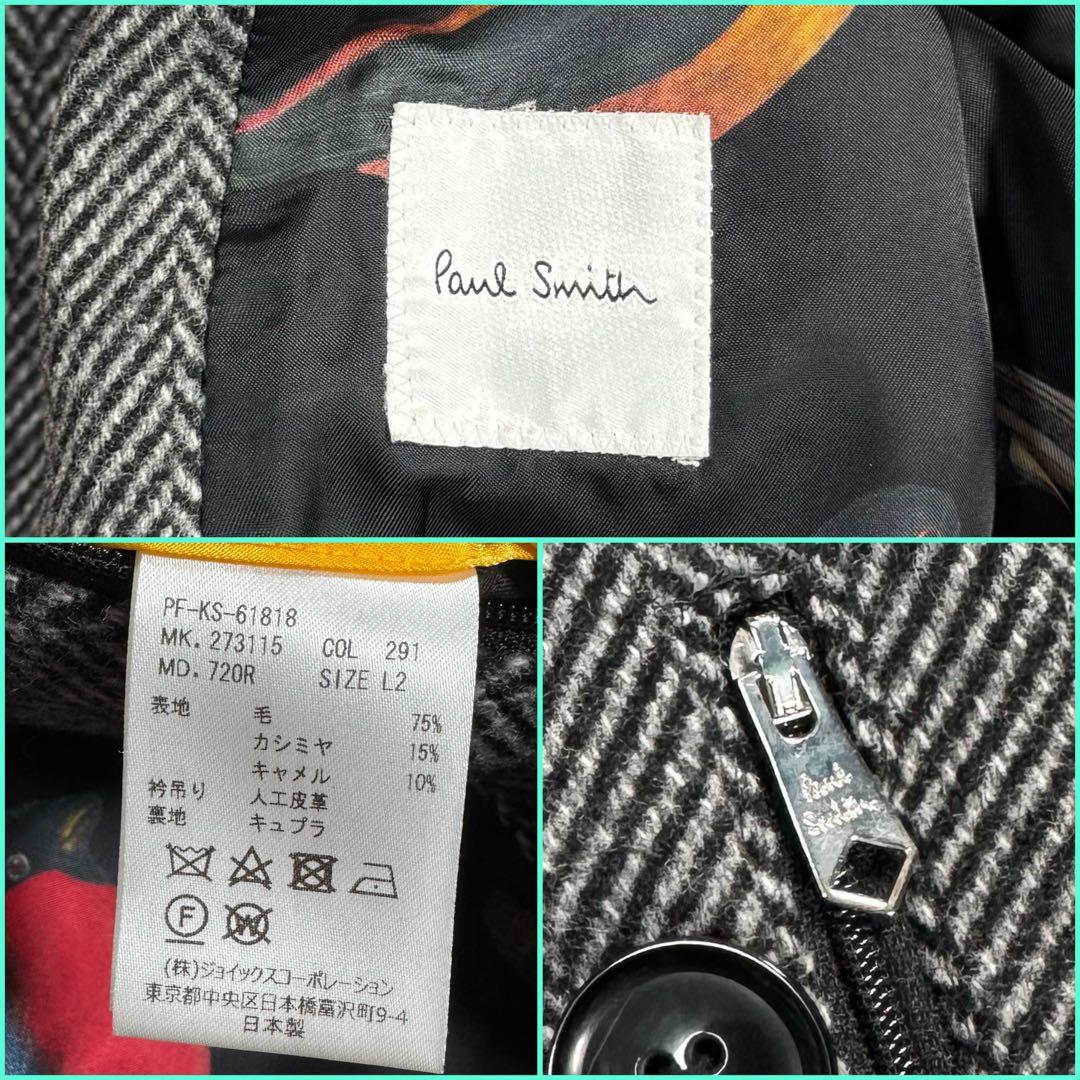 Paul Smith
PF-KS-61818
MK. 273115 COL 291
MD. 720R SIZE L2
表地 毛 75%
カシミヤ 15%
キャメル 10%
衿吊り 人工皮革
裏地 キュプラ
F W
(株)ジョイックスコーポレーション
東京都中央区日本橋富沢町9-4
日本製
Paul
Smith